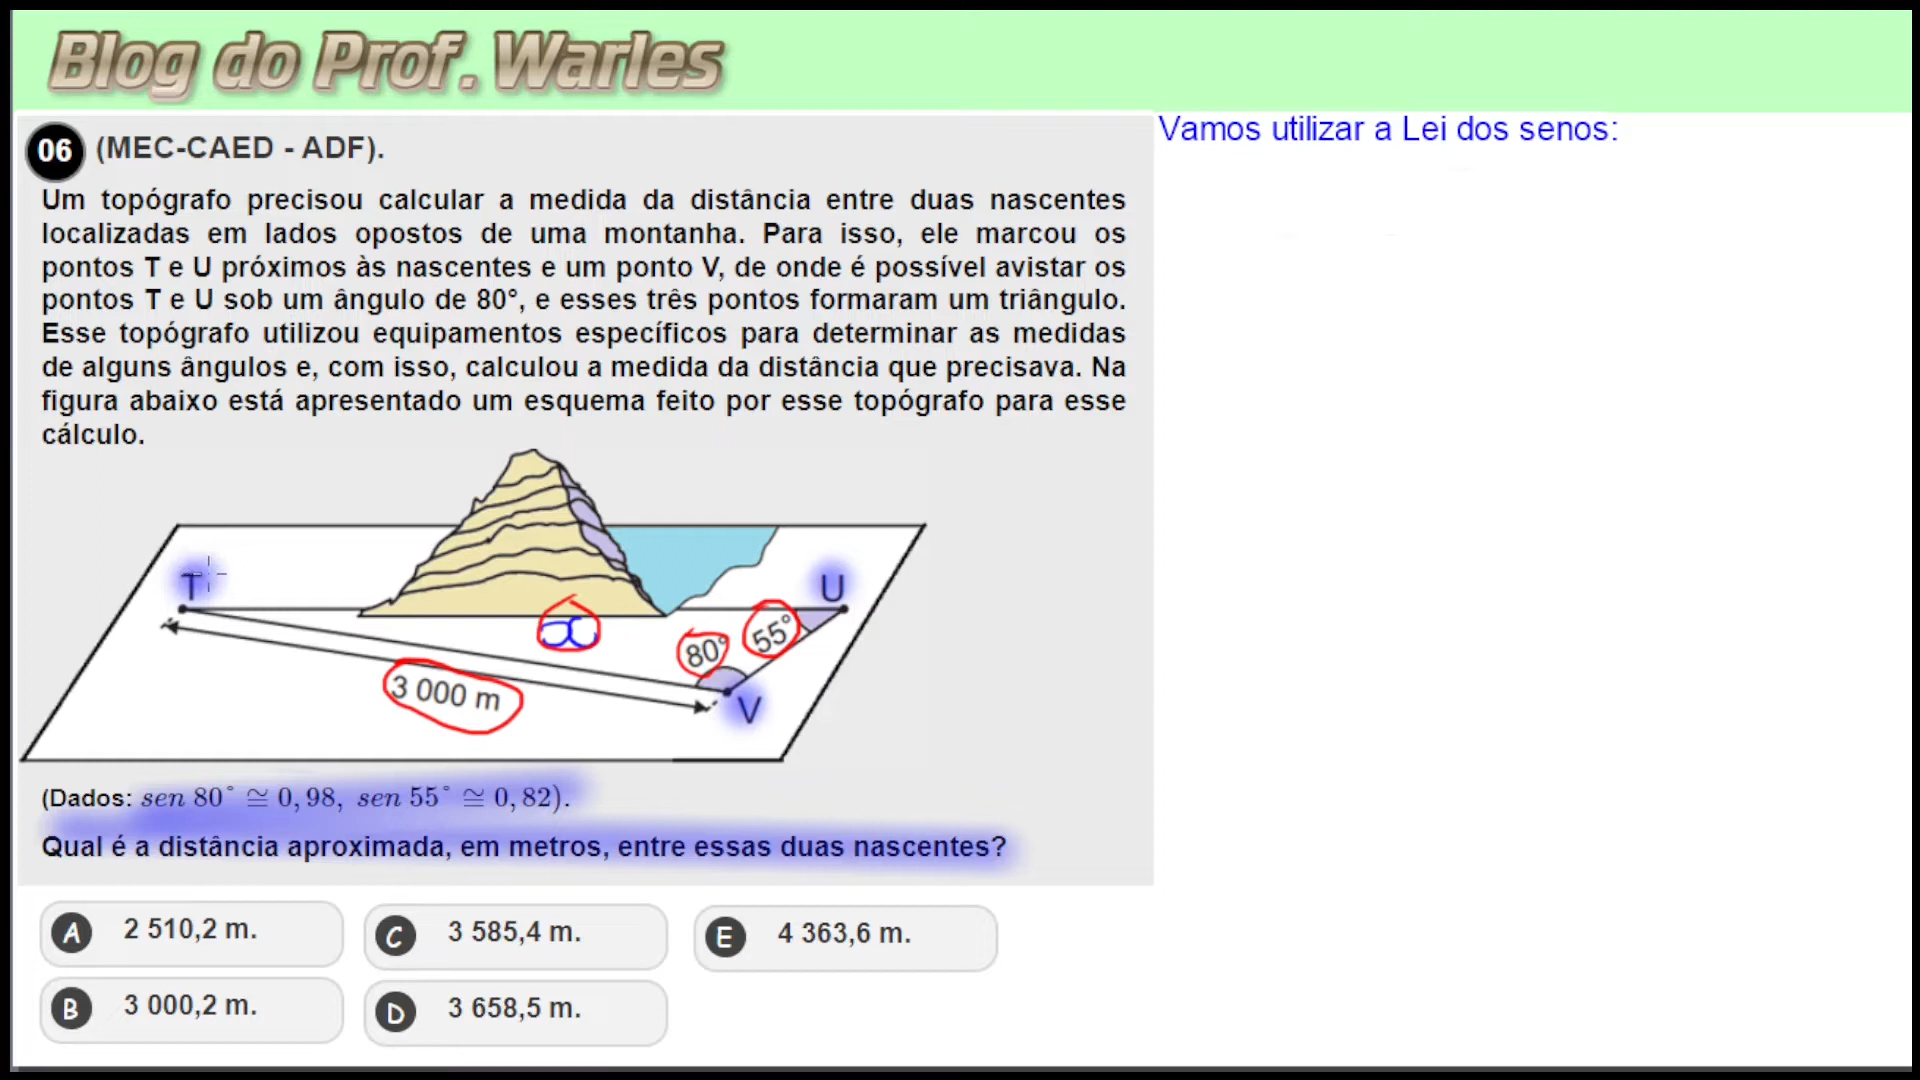 Blog do Prof. Warles
06 (MEC-CAED - ADF).
Um topógrafo precisou calcular a medida da distância entre duas nascentes
localizadas em lados opostos de uma montanha. Para isso, ele marcou os
pontos T e U próximos às nascentes e um ponto V, de onde é possível avistar os
pontos T e U sob um ângulo de 80°, e esses três pontos formaram um triângulo.
Esse topógrafo utilizou equipamentos específicos para determinar as medidas
de alguns ângulos e, com isso, calculou a medida da distância que precisava. Na
figura abaixo está apresentado um esquema feito por esse topógrafo para esse
cálculo.
T
U
x
80°
55°
3 000 m
V
(Dados: sen 80° ≅ 0,98, sen 55° ≅ 0,82).
Qual é a distância aproximada, em metros, entre essas duas nascentes?
A 2 510,2 m.
B 3 000,2 m.
C 3 585,4 m.
D 3 658,5 m.
E 4 363,6 m.
Vamos utilizar a Lei dos senos: